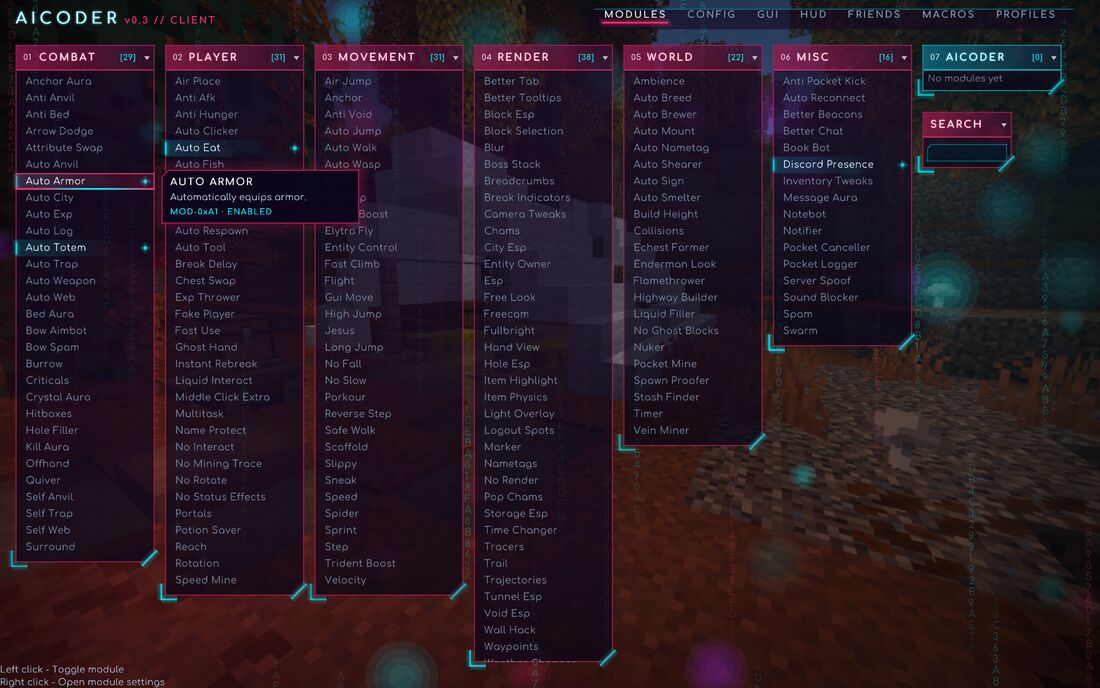 AICODER v0.3 // CLIENT
MODULES CONFIG GUI HUD FRIENDS MACROS PROFILES
01 COMBAT [29]
Anchor Aura
Anti Anvil
Anti Bed
Arrow Dodge
Attribute Swap
Auto Anvil
Auto Armor
Auto City
Auto Exp
Auto Log
Auto Totem
Auto Trap
Auto Weapon
Auto Web
Bed Aura
Bow Aimbot
Bow Spam
Burrow
Criticals
Crystal Aura
Hitboxes
Hole Filler
Kill Aura
Offhand
Quiver
Self Anvil
Self Trap
Self Web
Surround
02 PLAYER [31]
Air Place
Anti Afk
Anti Hunger
Auto Clicker
Auto Eat
Auto Fish
AUTO ARMOR
Automatically equips armor.
MOD-0xA1 · ENABLED
Auto Respawn
Auto Tool
Break Delay
Chest Swap
Exp Thrower
Fake Player
Fast Use
Ghost Hand
Instant Rebreak
Liquid Interact
Middle Click Extra
Multitask
Name Protect
No Interact
No Mining Trace
No Rotate
No Status Effects
Portals
Potion Saver
Reach
Rotation
Speed Mine
03 MOVEMENT [31]
Air Jump
Anchor
Anti Void
Auto Jump
Auto Walk
Auto Wasp
Boost
Elytra Fly
Entity Control
Fast Climb
Flight
Gui Move
High Jump
Jesus
Long Jump
No Fall
No Slow
Parkour
Reverse Step
Safe Walk
Scaffold
Slippy
Sneak
Speed
Spider
Sprint
Step
Trident Boost
Velocity
04 RENDER [38]
Better Tab
Better Tooltips
Block Esp
Block Selection
Blur
Boss Stack
Breadcrumbs
Break Indicators
Camera Tweaks
Chams
City Esp
Entity Owner
Esp
Free Look
Freecam
Fullbright
Hand View
Hole Esp
Item Highlight
Item Physics
Light Overlay
Logout Spots
Marker
Nametags
No Render
Pop Chams
Storage Esp
Time Changer
Tracers
Trail
Trajectories
Tunnel Esp
Void Esp
Wall Hack
Waypoints
05 WORLD [22]
Ambience
Auto Breed
Auto Brewer
Auto Mount
Auto Nametag
Auto Shearer
Auto Sign
Auto Smelter
Build Height
Collisions
Echest Farmer
Enderman Look
Flamethrower
Highway Builder
Liquid Filler
No Ghost Blocks
Nuker
Packet Mine
Spawn Proofer
Stash Finder
Timer
Vein Miner
06 MISC [16]
Anti Packet Kick
Auto Reconnect
Better Beacons
Better Chat
Book Bot
Discord Presence
Inventory Tweaks
Message Aura
Notebot
Notifier
Packet Canceller
Packet Logger
Server Spoof
Sound Blocker
Spam
Swarm
07 AICODER [0]
No modules yet
SEARCH
Left click - Toggle module
Right click - Open module settings